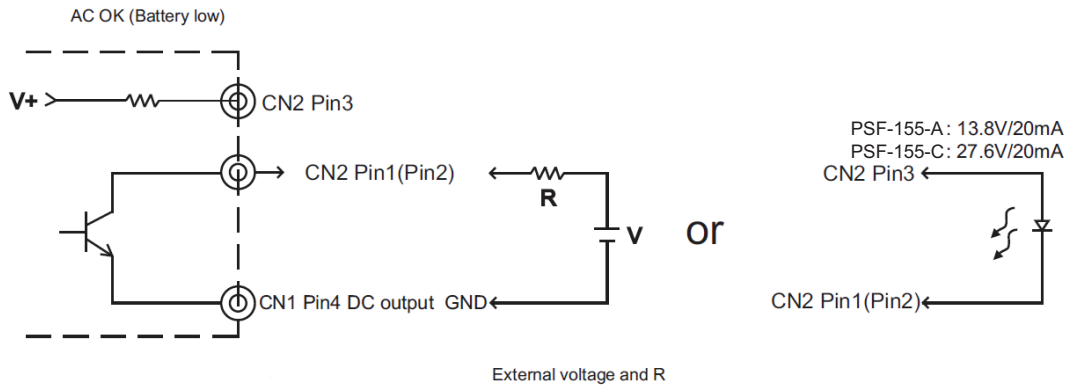 AC OK (Battery low)
V+
CN2 Pin3
PSF-155-A: 13.8V/20mA
PSF-155-C: 27.6V/20mA
CN2 Pin1(Pin2)
CN2 Pin3
R
V
or
CN1 Pin4 DC output GND
CN2 Pin1(Pin2)
External voltage and R